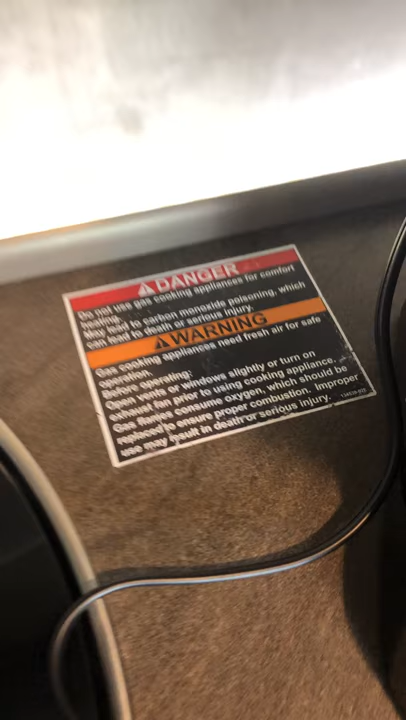 DANGER
Do not use gas cooking appliances for comfort
heating.
May lead to carbon monoxide poisoning, which
can lead to death or serious injury.
WARNING
Gas cooking appliances need fresh air for safe
operation.
Before operating:
Open vents or windows slightly or turn on
exhaust fan prior to using cooking appliance.
Gas flames consume oxygen, which should be
replaced to ensure proper combustion. Improper
use may result in death or serious injury.